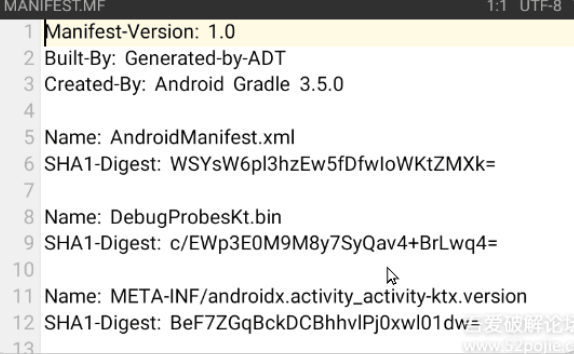 MANIFEST.MF 1:1 UTF-8
1 Manifest-Version: 1.0
2 Built-By: Generated-by-ADT
3 Created-By: Android Gradle 3.5.0
4
5 Name: AndroidManifest.xml
6 SHA1-Digest: WSYsW6pl3hzEw5fDfwIoWKtZMXk=
7
8 Name: DebugProbesKt.bin
9 SHA1-Digest: c/EWp3E0M9M8y7SyQav4+BrLwq4=
10
11 Name: META-INF/androidx.activity_activity-ktx.version
12 SHA1-Digest: BeF7ZGqBckDCBhhvlPj0xwl01dw=
13
吾爱破解论坛
www.52pojie.cn